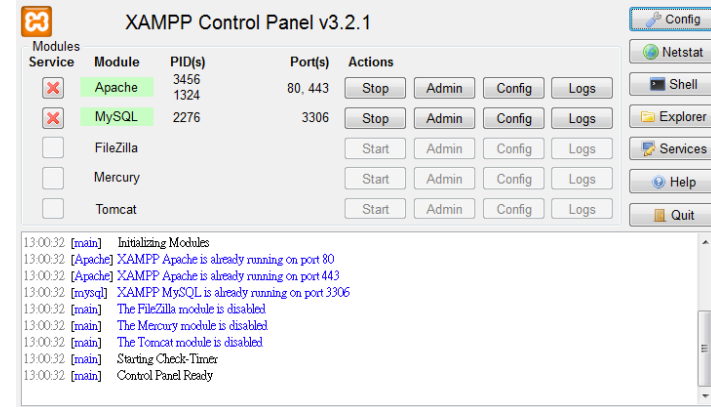 XAMPP Control Panel v3.2.1
Config
Modules
Service Module PID(s) Port(s) Actions
Netstat
Apache 3456 1324 80, 443 Stop Admin Config Logs
Shell
MySQL 2276 3306 Stop Admin Config Logs
Explorer
FileZilla Start Admin Config Logs
Services
Mercury Start Admin Config Logs
Help
Tomcat Start Admin Config Logs
Quit
13:00:32 [main] Initializing Modules
13:00:32 [Apache] XAMPP Apache is already running on port 80
13:00:32 [Apache] XAMPP Apache is already running on port 443
13:00:32 [mysql] XAMPP MySQL is already running on port 3306
13:00:32 [main] The FileZilla module is disabled
13:00:32 [main] The Mercury module is disabled
13:00:32 [main] The Tomcat module is disabled
13:00:32 [main] Starting Check-Timer
13:00:32 [main] Control Panel Ready